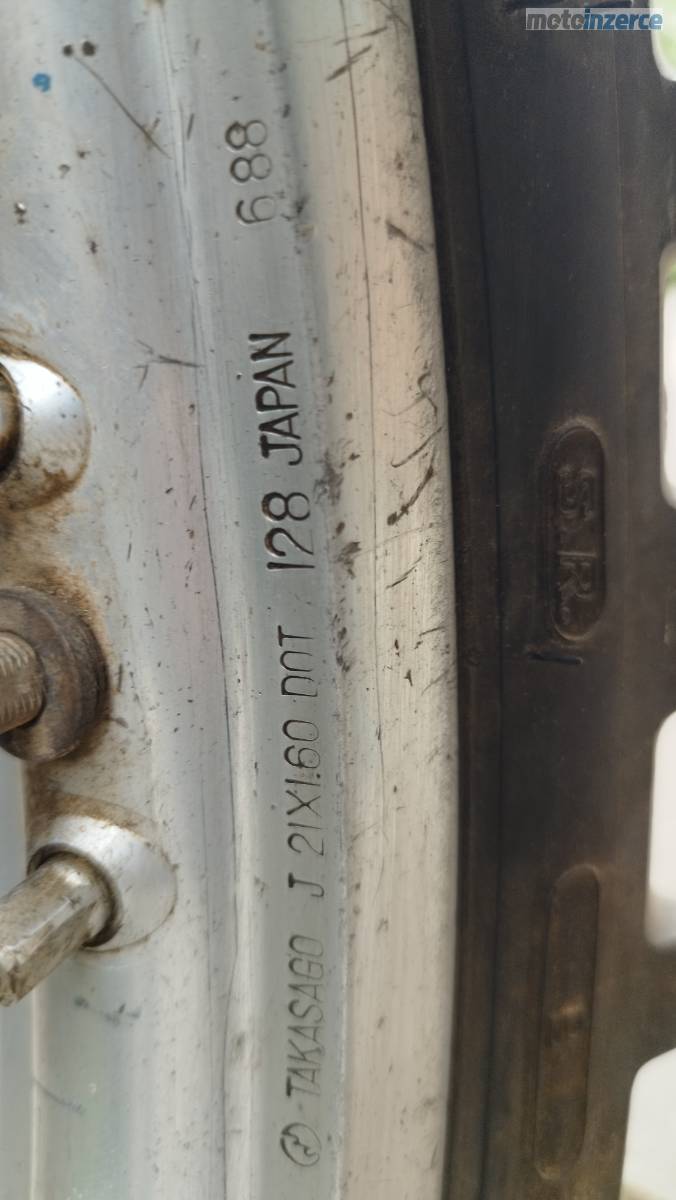 motoinzerce
TAKASAGO J 21X1.60 DOT 128 JAPAN 688
S.R.